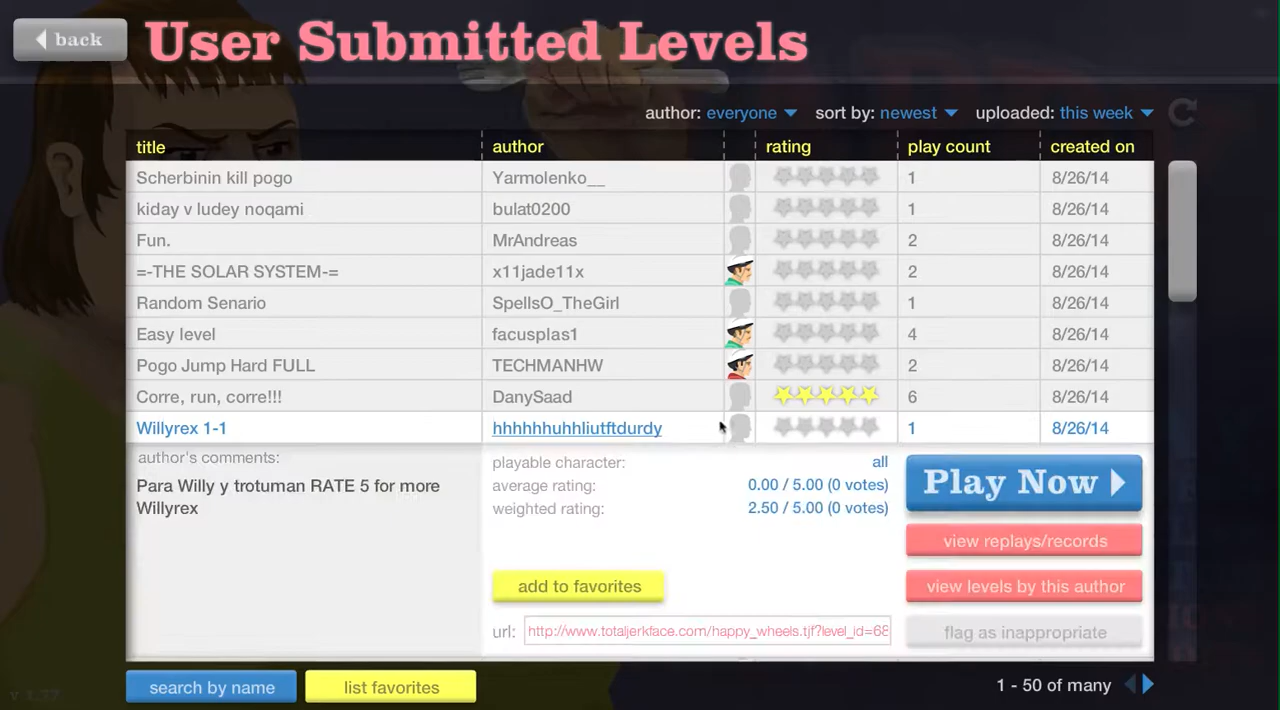 back
User Submitted Levels
author: everyone sort by: newest uploaded: this week
title author rating play count created on
Scherbinin kill pogo Yarmolenko__ 1 8/26/14
kiday v ludey noqami bulat0200 1 8/26/14
Fun. MrAndreas 2 8/26/14
=-THE SOLAR SYSTEM-= x11jade11x 2 8/26/14
Random Senario SpellsO_TheGirl 1 8/26/14
Easy level facusplas1 4 8/26/14
Pogo Jump Hard FULL TECHMANHW 2 8/26/14
Corre, run, corre!!! DanySaad 6 8/26/14
Willyrex 1-1 hhhhhhuhhliutftdurdy 1 8/26/14
author's comments:
Para Willy y trotuman RATE 5 for more
Willyrex
playable character: all
average rating: 0.00 / 5.00 (0 votes)
weighted rating: 2.50 / 5.00 (0 votes)
add to favorites
url: http://www.totaljerkface.com/happy_wheels.tjf?level_id=68
Play Now
view replays/records
view levels by this author
flag as inappropriate
search by name list favorites 1 - 50 of many